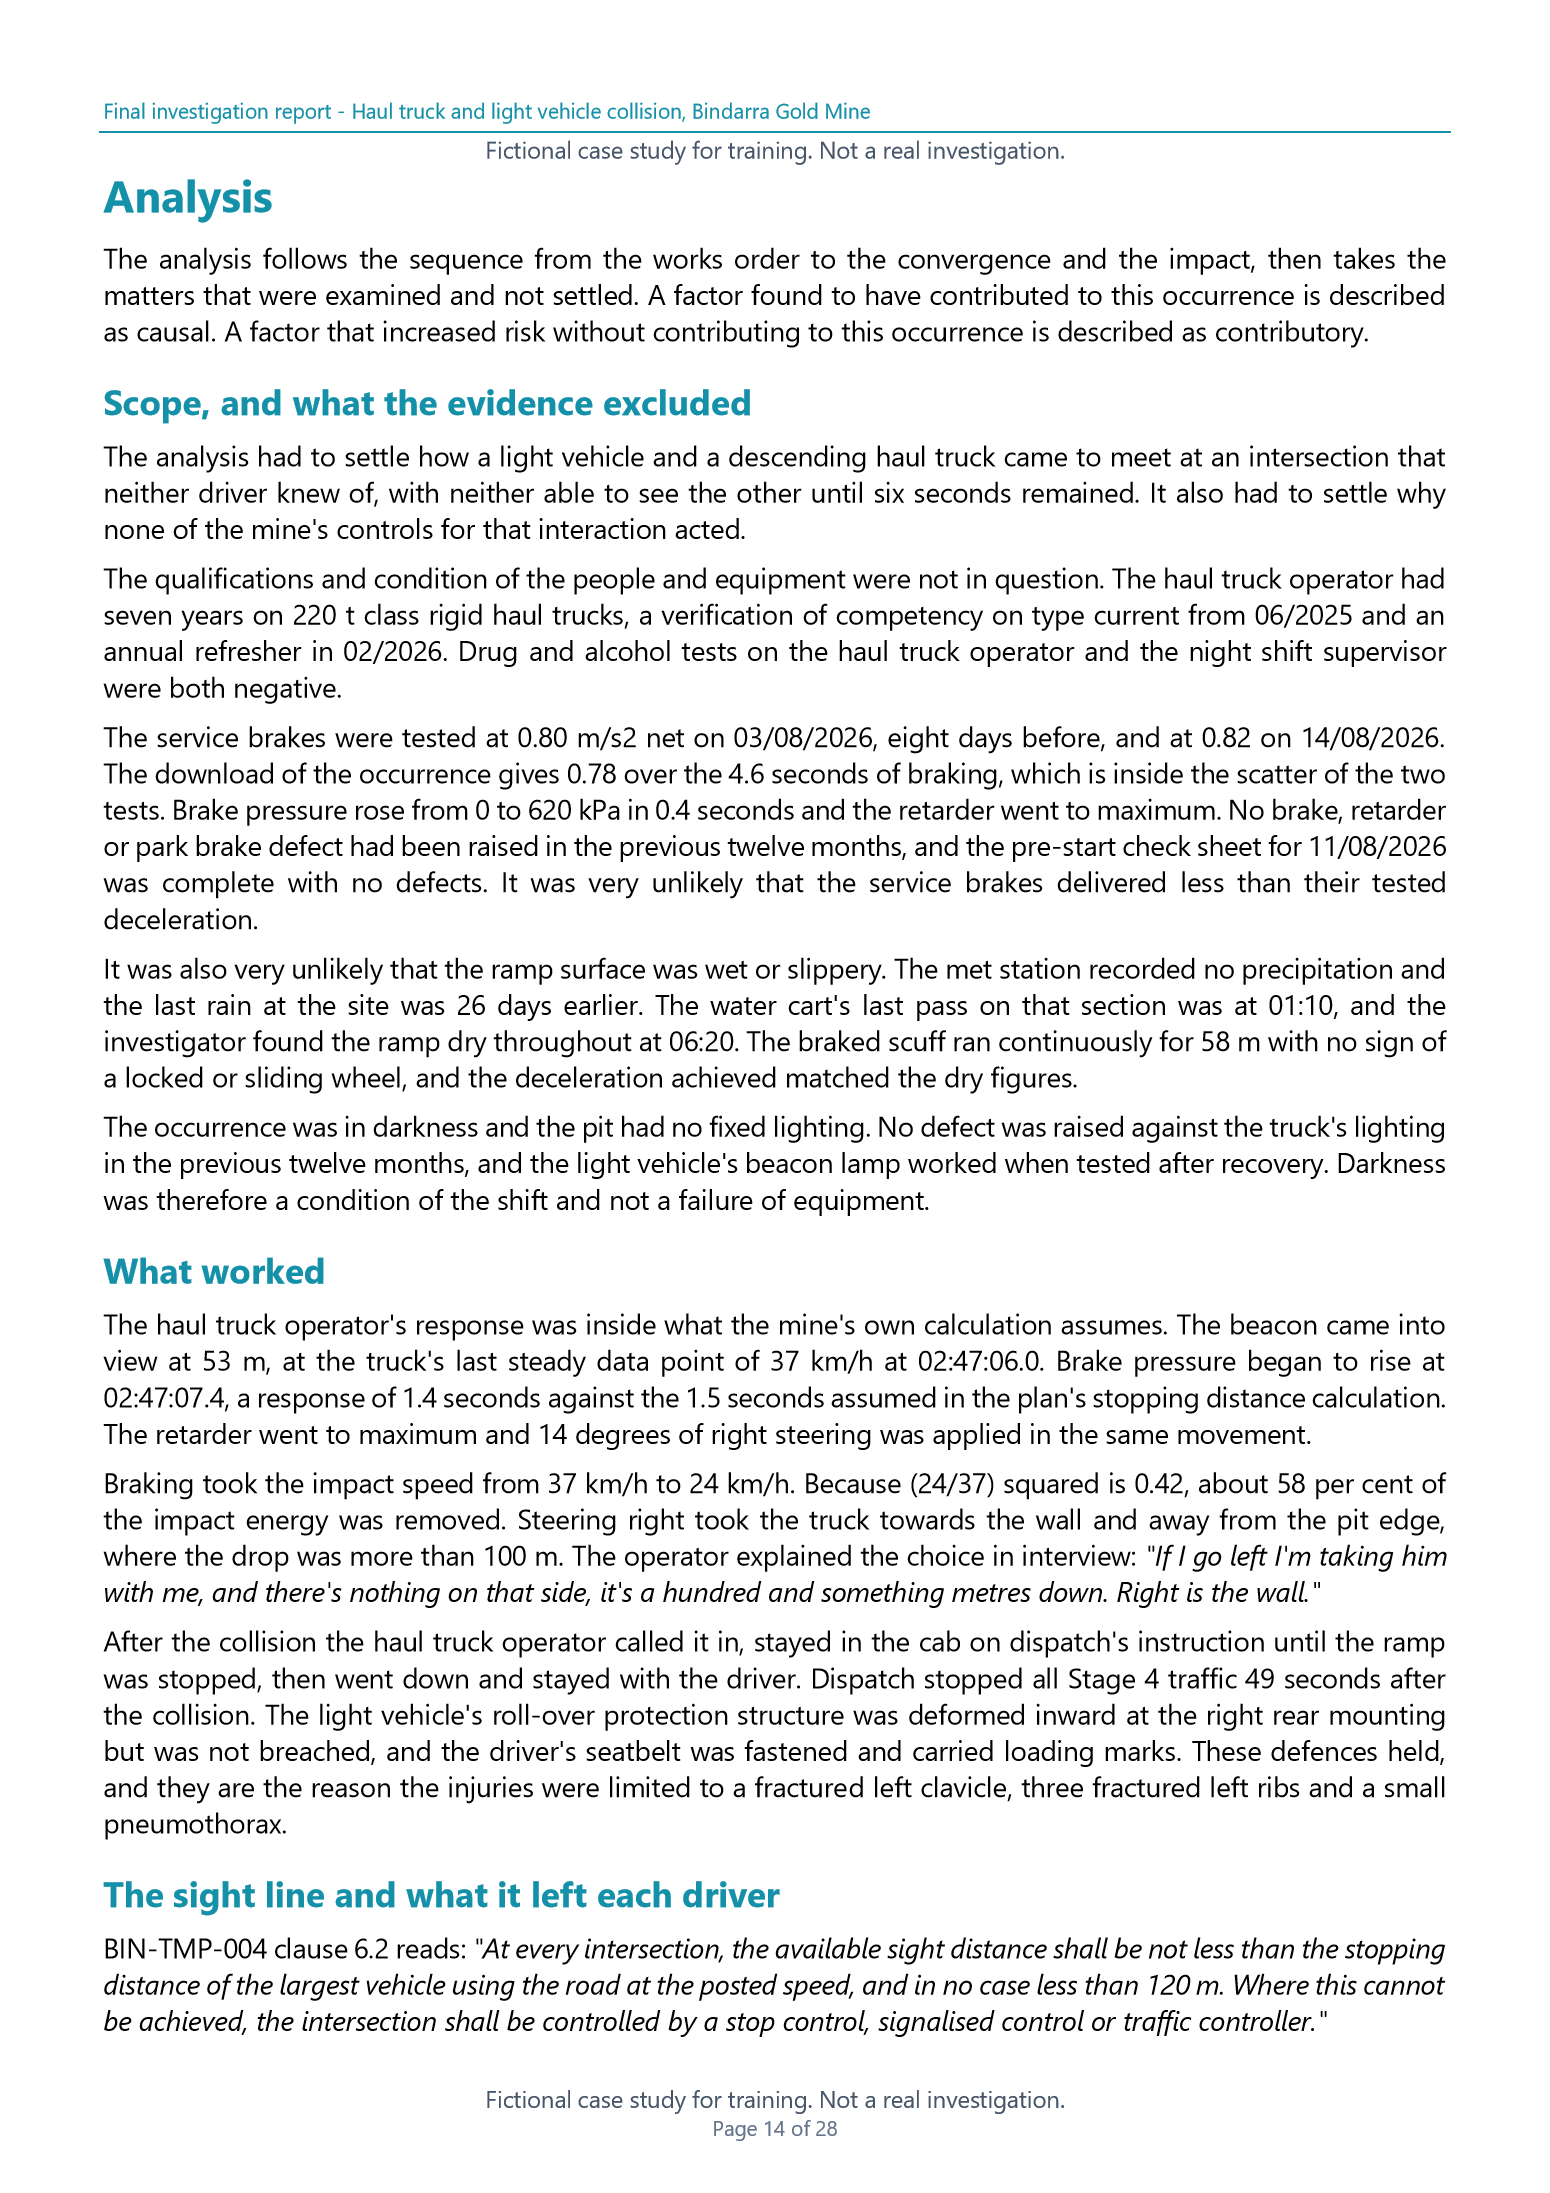 Final investigation report - Haul truck and light vehicle collision, Bindarra Gold Mine
Fictional case study for training. Not a real investigation.
Analysis
The analysis follows the sequence from the works order to the convergence and the impact, then takes the
matters that were examined and not settled. A factor found to have contributed to this occurrence is described
as causal. A factor that increased risk without contributing to this occurrence is described as contributory.
Scope, and what the evidence excluded
The analysis had to settle how a light vehicle and a descending haul truck came to meet at an intersection that
neither driver knew of, with neither able to see the other until six seconds remained. It also had to settle why
none of the mine's controls for that interaction acted.
The qualifications and condition of the people and equipment were not in question. The haul truck operator had
seven years on 220 t class rigid haul trucks, a verification of competency on type current from 06/2025 and an
annual refresher in 02/2026. Drug and alcohol tests on the haul truck operator and the night shift supervisor
were both negative.
The service brakes were tested at 0.80 m/s2 net on 03/08/2026, eight days before, and at 0.82 on 14/08/2026.
The download of the occurrence gives 0.78 over the 4.6 seconds of braking, which is inside the scatter of the two
tests. Brake pressure rose from 0 to 620 kPa in 0.4 seconds and the retarder went to maximum. No brake, retarder
or park brake defect had been raised in the previous twelve months, and the pre-start check sheet for 11/08/2026
was complete with no defects. It was very unlikely that the service brakes delivered less than their tested
deceleration.
It was also very unlikely that the ramp surface was wet or slippery. The met station recorded no precipitation and
the last rain at the site was 26 days earlier. The water cart's last pass on that section was at 01:10, and the
investigator found the ramp dry throughout at 06:20. The braked scuff ran continuously for 58 m with no sign of
a locked or sliding wheel, and the deceleration achieved matched the dry figures.
The occurrence was in darkness and the pit had no fixed lighting. No defect was raised against the truck's lighting
in the previous twelve months, and the light vehicle's beacon lamp worked when tested after recovery. Darkness
was therefore a condition of the shift and not a failure of equipment.
What worked
The haul truck operator's response was inside what the mine's own calculation assumes. The beacon came into
view at 53 m, at the truck's last steady data point of 37 km/h at 02:47:06.0. Brake pressure began to rise at
02:47:07.4, a response of 1.4 seconds against the 1.5 seconds assumed in the plan's stopping distance calculation.
The retarder went to maximum and 14 degrees of right steering was applied in the same movement.
Braking took the impact speed from 37 km/h to 24 km/h. Because (24/37) squared is 0.42, about 58 per cent of
the impact energy was removed. Steering right took the truck towards the wall and away from the pit edge,
where the drop was more than 100 m. The operator explained the choice in interview: "If I go left I'm taking him
with me, and there's nothing on that side, it's a hundred and something metres down. Right is the wall."
After the collision the haul truck operator called it in, stayed in the cab on dispatch's instruction until the ramp
was stopped, then went down and stayed with the driver. Dispatch stopped all Stage 4 traffic 49 seconds after
the collision. The light vehicle's roll-over protection structure was deformed inward at the right rear mounting
but was not breached, and the driver's seatbelt was fastened and carried loading marks. These defences held,
and they are the reason the injuries were limited to a fractured left clavicle, three fractured left ribs and a small
pneumothorax.
The sight line and what it left each driver
BIN-TMP-004 clause 6.2 reads: "At every intersection, the available sight distance shall be not less than the stopping
distance of the largest vehicle using the road at the posted speed, and in no case less than 120 m. Where this cannot
be achieved, the intersection shall be controlled by a stop control, signalised control or traffic controller."
Fictional case study for training. Not a real investigation.
Page 14 of 28